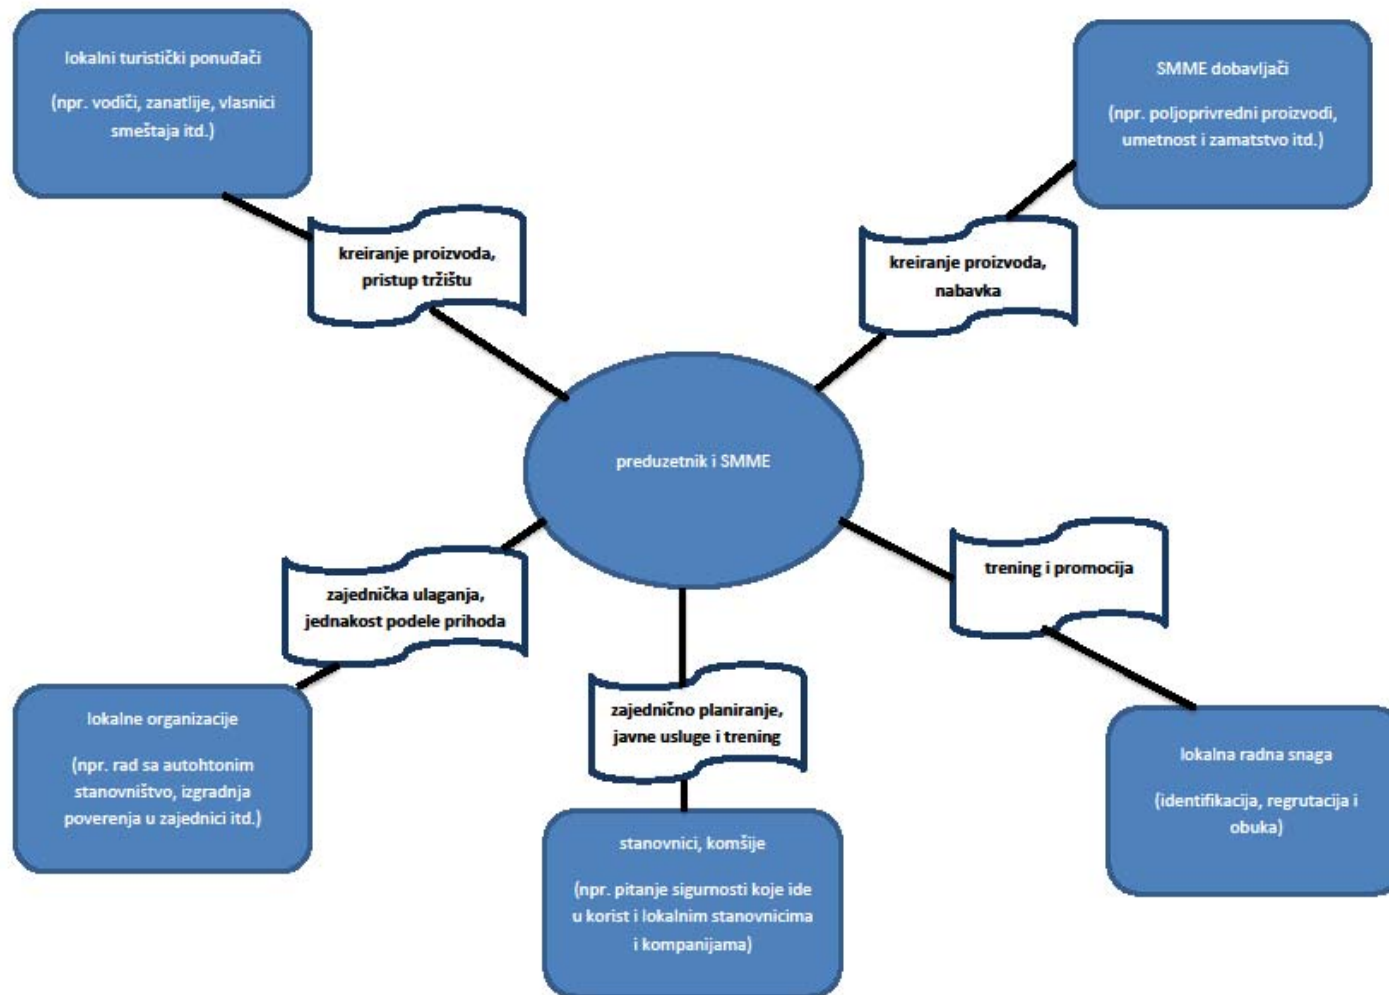 lokalni turistički ponuđači
(npr. vodiči, zanatlije, vlasnici
smeštaja itd.)
SMME dobavljači
(npr. poljoprivredni proizvodi,
umetnost i zamatstvo itd.)
kreiranje proizvoda,
pristup tržištu
kreiranje proizvoda,
nabavka
preduzetnik i SMME
zajednička ulaganja,
jednakost podele prihoda
trening i promocija
zajednično planiranje,
javne usluge i trening
lokalne organizacije
(npr. rad sa autohtonim
stanovništvo, izgradnja
poverenja u zajednici itd.)
stanovnici, komšije
(npr. pitanje sigurnosti koje ide
u korist i lokalnim stanovnicima
i kompanijama)
lokalna radna snaga
(identifikacija, regrutacija i
obuka)